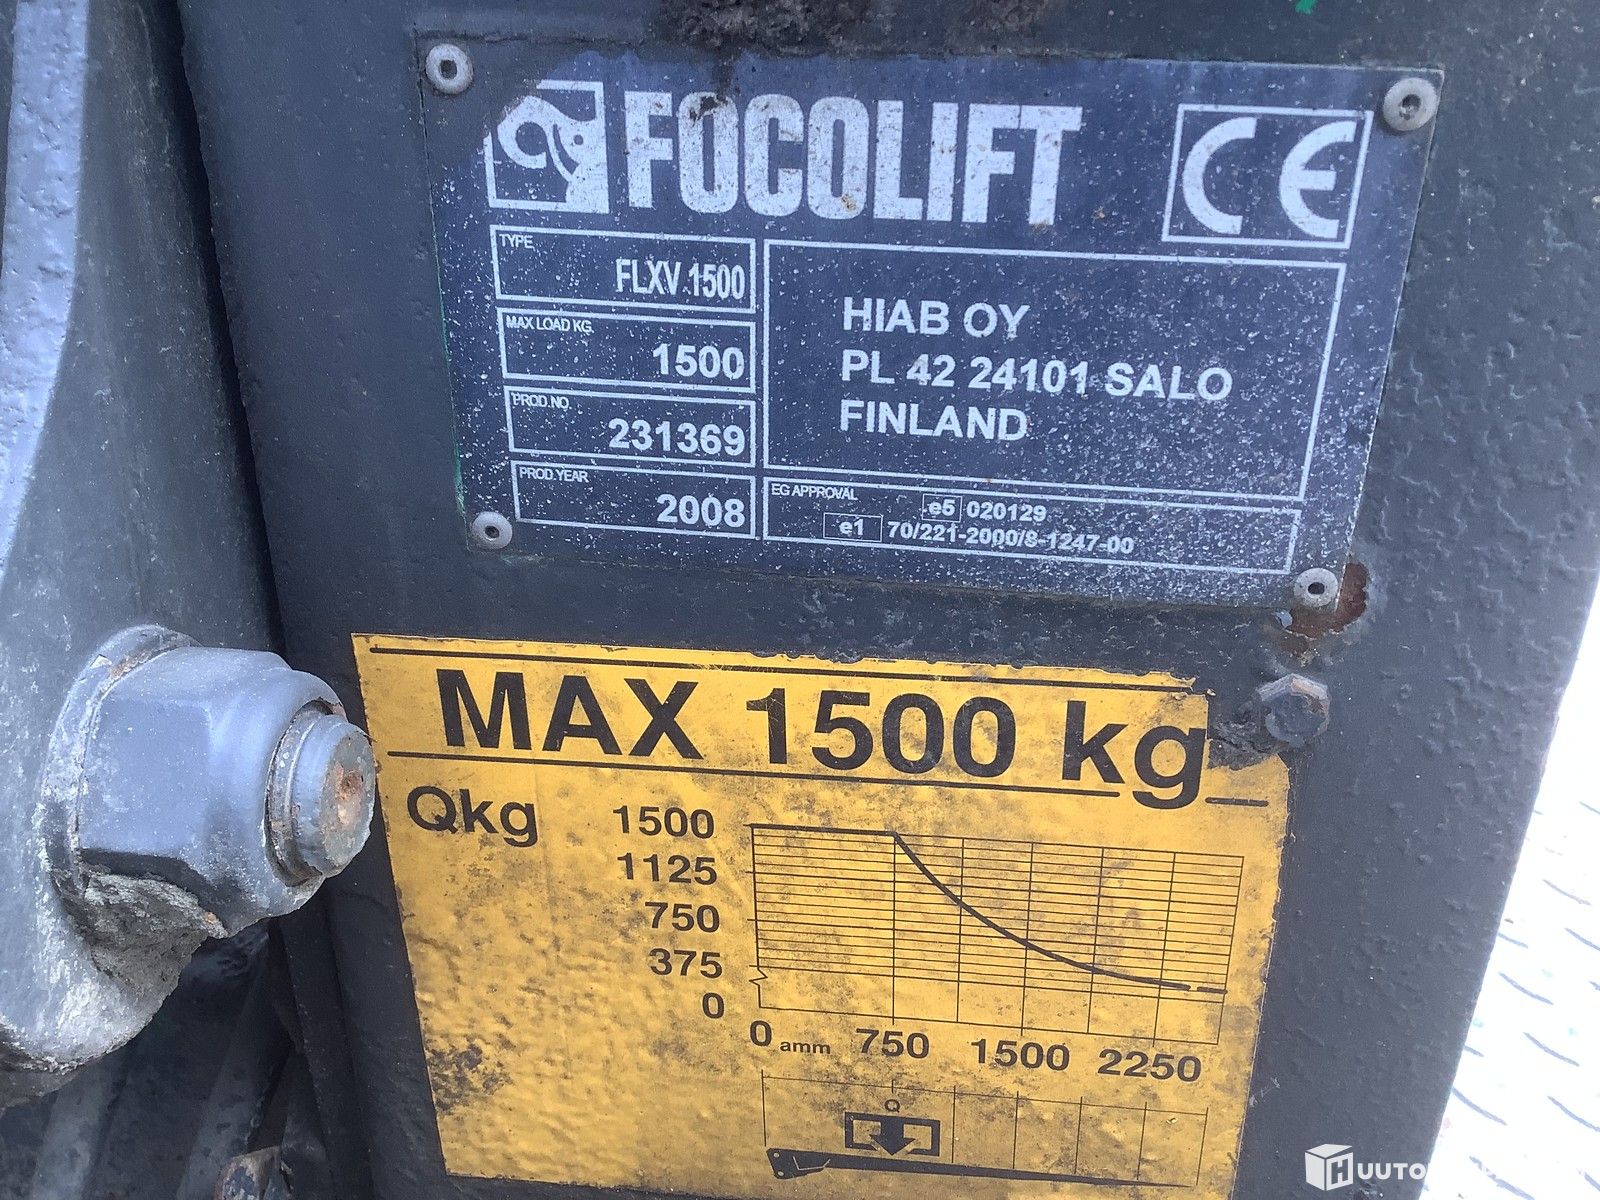 FOCOLIFT CE
TYPE
FLXV 1500
MAX LOAD KG.
1500
PROD.NO.
231369
PROD.YEAR
2008
HIAB OY
PL 42 24101 SALO
FINLAND
EG APPROVAL
e5 020129
e1 70/221-2000/8-1247-00
MAX 1500 kg
Qkg
1500
1125
750
375
0
0 amm 750 1500 2250
Q